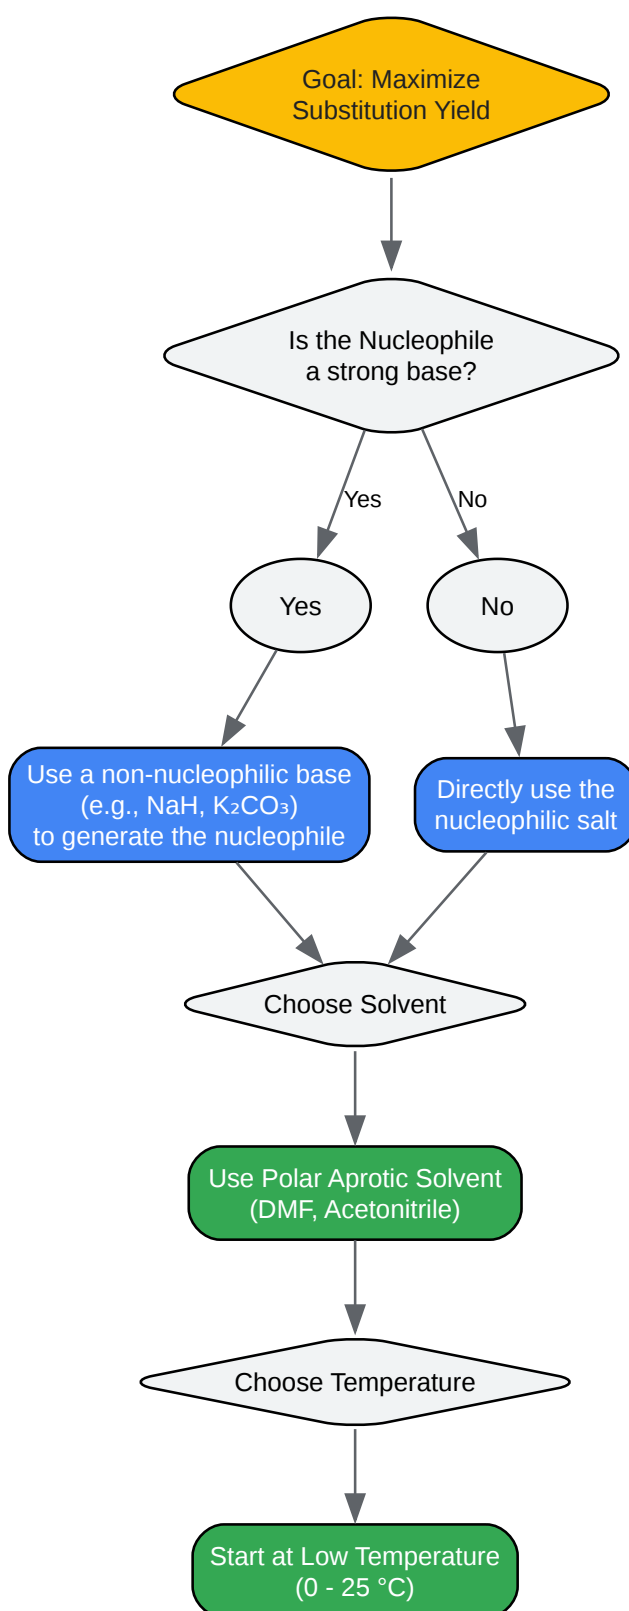 Goal: Maximize
Substitution Yield
Is the Nucleophile
a strong base?
Yes
No
Yes
No
Use a non-nucleophilic base
(e.g., NaH, K₂CO₃)
to generate the nucleophile
Directly use the
nucleophilic salt
Choose Solvent
Use Polar Aprotic Solvent
(DMF, Acetonitrile)
Choose Temperature
Start at Low Temperature
(0 - 25 °C)